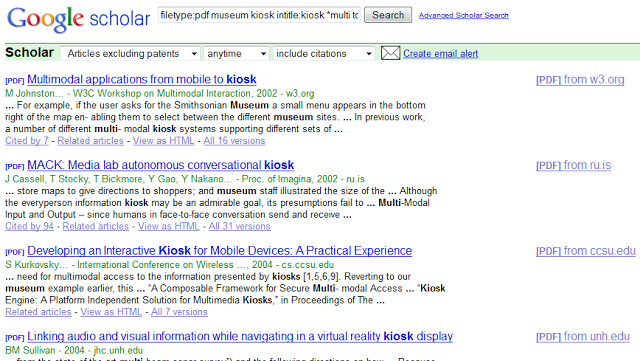 Google scholar
filetype:pdf museum kiosk intitle:kiosk *multi to
Search
Advanced Scholar Search
Scholar
Articles excluding patents
anytime
include citations
Create email alert
[PDF] Multimodal applications from mobile to kiosk
[PDF] from w3.org
M Johnston… - W3C Workshop on Multimodal Interaction, 2002 - w3.org
... For example, if the user asks for the Smithsonian Museum a small menu appears in the bottom
right of the map en- abling them to select between the different museum sites. ... In previous work,
a number of different multi- modal kiosk systems supporting different sets of ...
Cited by 7 - Related articles - View as HTML - All 16 versions
[PDF] MACK: Media lab autonomous conversational kiosk
[PDF] from ru.is
J Cassell, T Stocky, T Bickmore, Y Gao, Y Nakano… - Proc. of Imagina, 2002 - ru.is
... store maps to give directions to shoppers; and museum staff illustrated the size of the ... Although
the everyperson information kiosk may be an admirable goal, its presumptions fail to ... Multi-Modal
Input and Output – since humans in face-to-face conversation send and receive ...
Cited by 94 - Related articles - View as HTML - All 31 versions
[PDF] Developing an Interactive Kiosk for Mobile Devices: A Practical Experience
[PDF] from ccsu.edu
S Kurkovsky… - International Conference on Wireless …, 2004 - cs.ccsu.edu
... need for multimodal access to the information presented by kiosks [1,5,6,9]. Reverting to our
museum example earlier, this ... “A Composable Framework for Secure Multi- modal Access ... “Kiosk
Engine: A Platform Independent Solution for Multimedia Kiosks,” in Proceedings of The ...
Related articles - View as HTML - All 7 versions
[PDF] Linking audio and visual information while navigating in a virtual reality kiosk display
[PDF] from unh.edu
BM Sullivan - 2004 - jhc.unh.edu